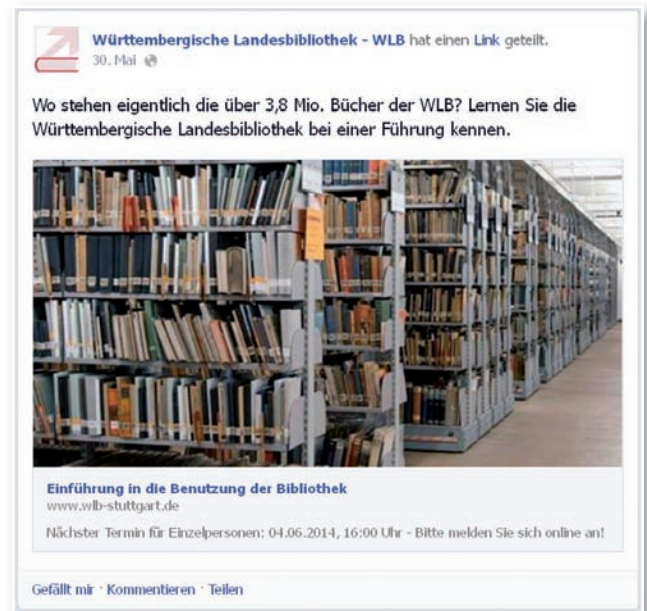 Württembergische Landesbibliothek - WLB hat einen Link geteilt.
30. Mai
Wo stehen eigentlich die über 3,8 Mio. Bücher der WLB? Lernen Sie die
Württembergische Landesbibliothek bei einer Führung kennen.
Einführung in die Benutzung der Bibliothek
www.wlb-stuttgart.de
Nächster Termin für Einzelpersonen: 04.06.2014, 16:00 Uhr - Bitte melden Sie sich online an!
Gefällt mir · Kommentieren · Teilen